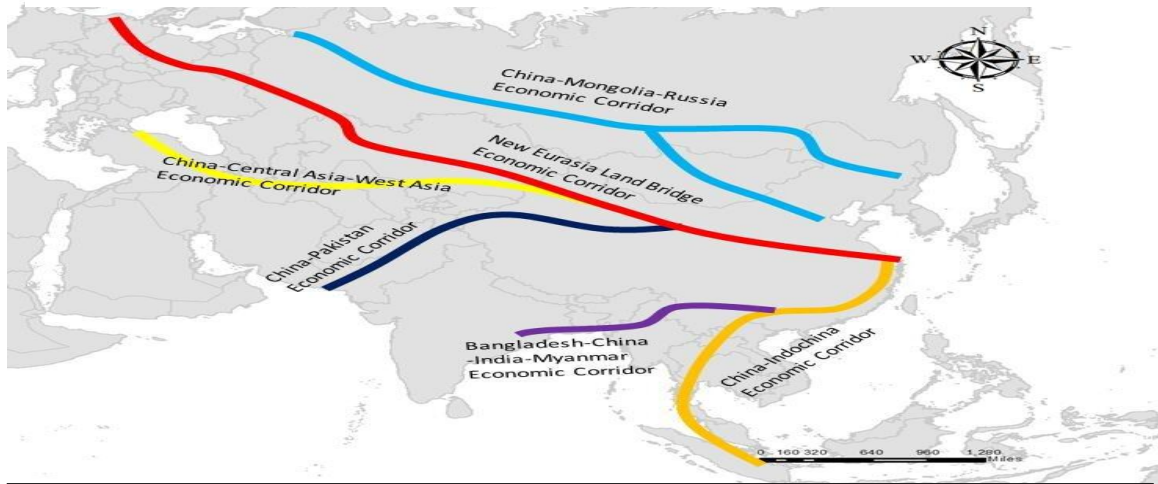 N
W E
S
China-Mongolia-Russia
Economic Corridor
New Eurasia Land Bridge
Economic Corridor
China-Central Asia-West Asia
Economic Corridor
China-Pakistan
Economic Corridor
Bangladesh-China
-India-Myanmar
Economic Corridor
China-Indochina
Economic Corridor
0 160 320 640 960 1,280
Miles